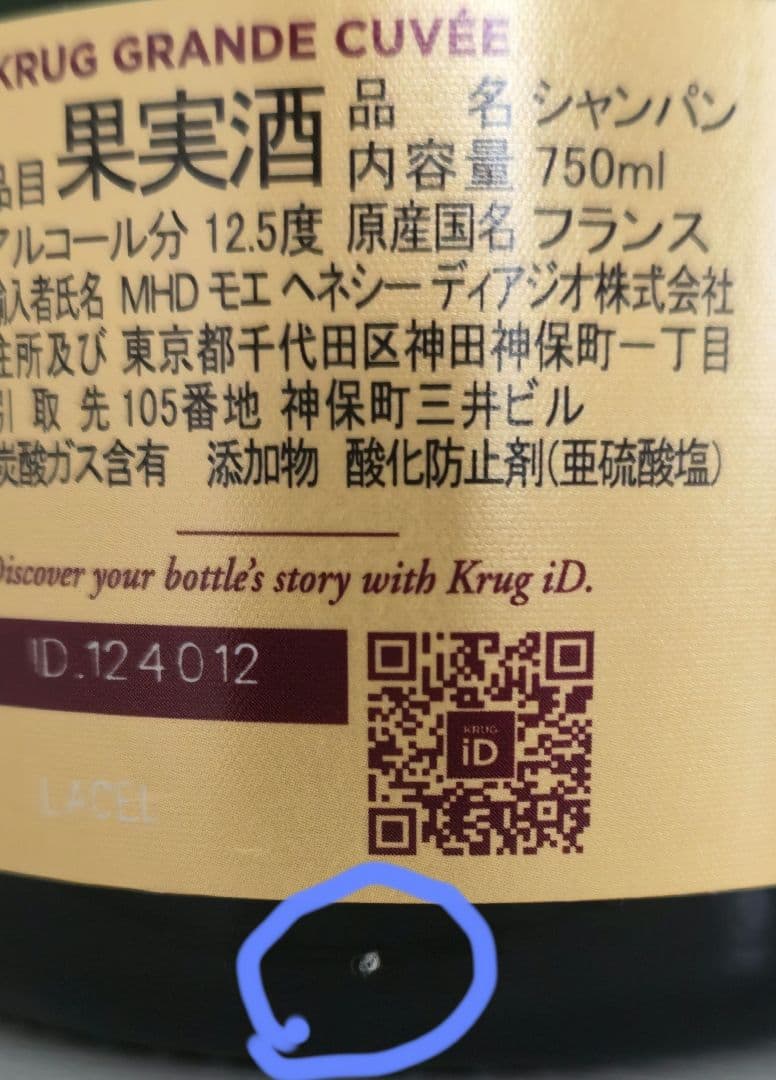 KRUG GRANDE CUVÉE
品目 果実酒 品 名 シャンパン
内容量 750ml
アルコール分 12.5度 原産国名 フランス
輸入者氏名 MHD モエ ヘネシー ディアジオ株式会社
住所及び 東京都千代田区神田神保町一丁目
引 取 先 105番地 神保町三井ビル
炭酸ガス含有 添加物 酸化防止剤(亜硫酸塩)
Discover your bottle's story with Krug iD.
ID.124012
KRUG
iD
LACEL